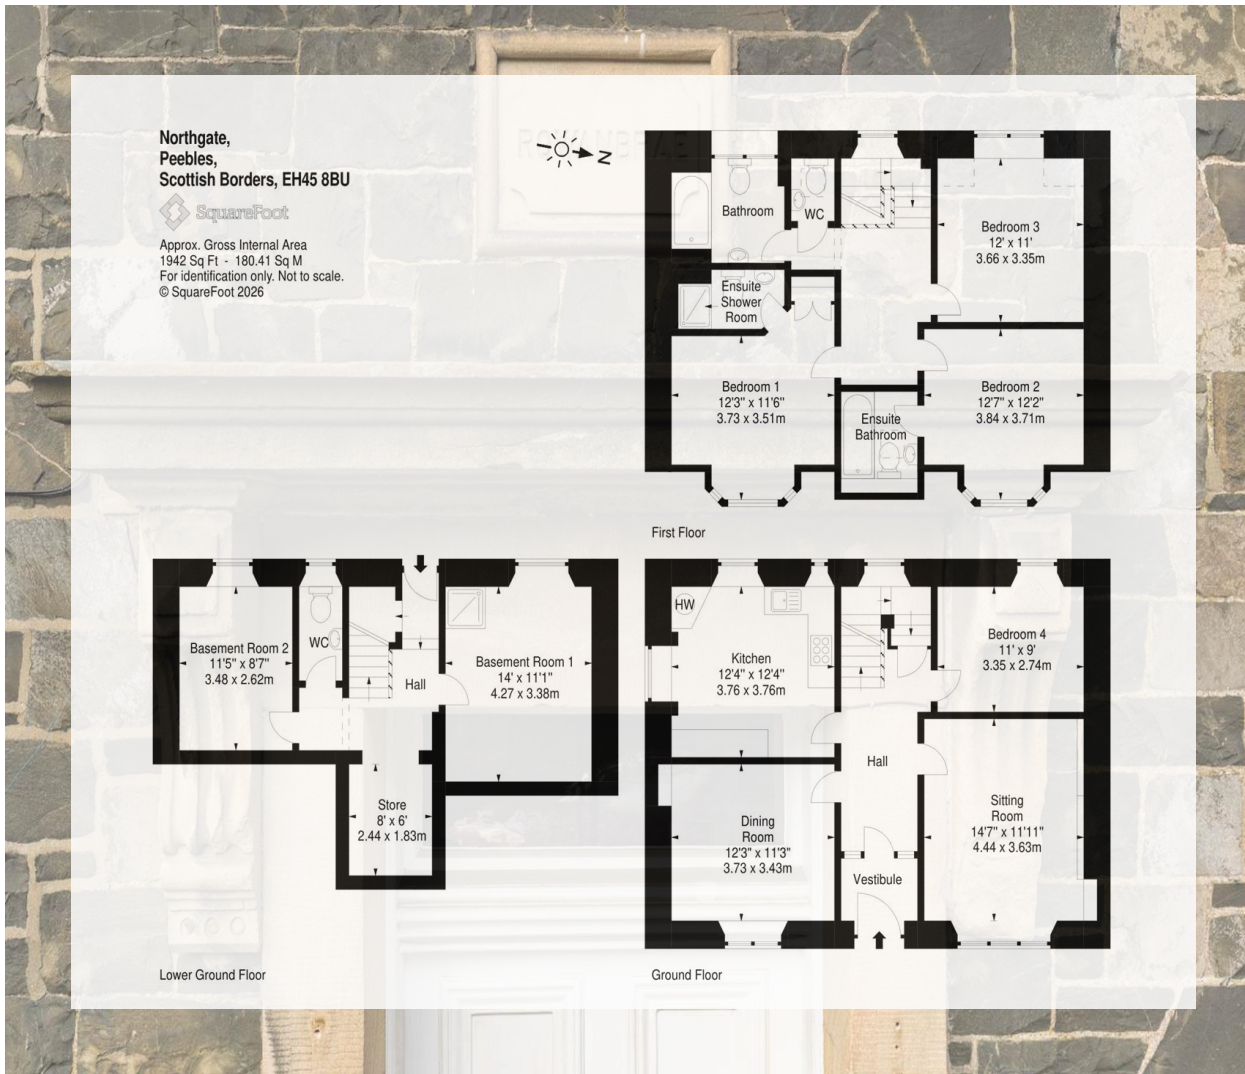 Northgate,
Peebles,
Scottish Borders, EH45 8BU
SquareFoot
Approx. Gross Internal Area
1942 Sq Ft - 180.41 Sq M
For identification only. Not to scale.
© SquareFoot 2026
N
Bathroom
WC
Bedroom 3
12' x 11'
3.66 x 3.35m
Ensuite
Shower
Room
Bedroom 1
12'3" x 11'6"
3.73 x 3.51m
Bedroom 2
12'7" x 12'2"
3.84 x 3.71m
Ensuite
Bathroom
First Floor
Basement Room 2
11'5" x 8'7"
3.48 x 2.62m
WC
Hall
Basement Room 1
14' x 11'1"
4.27 x 3.38m
Store
8' x 6'
2.44 x 1.83m
Lower Ground Floor
HW
Kitchen
12'4" x 12'4"
3.76 x 3.76m
Bedroom 4
11' x 9'
3.35 x 2.74m
Hall
Dining
Room
12'3" x 11'3"
3.73 x 3.43m
Sitting
Room
14'7" x 11'11"
4.44 x 3.63m
Vestibule
Ground Floor